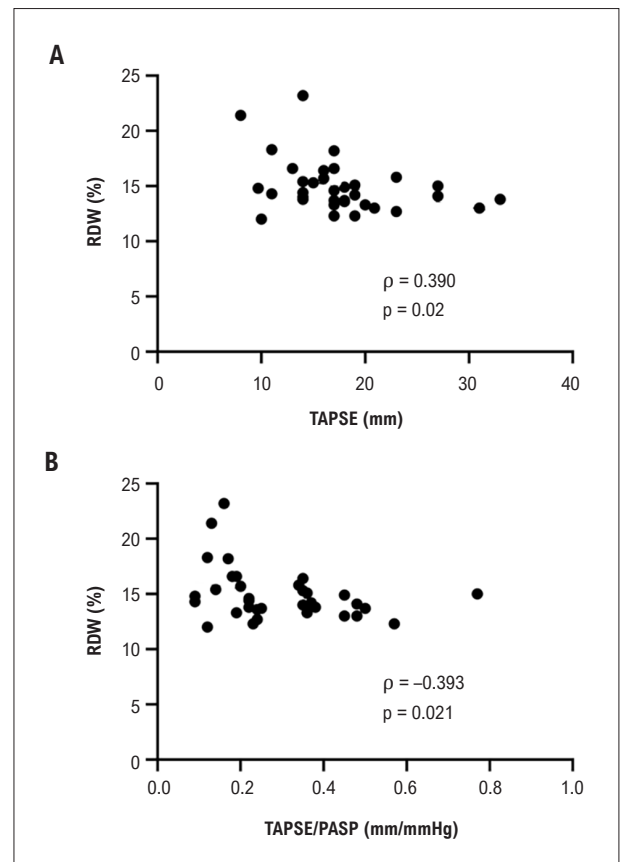 A
25
20
15
10
5
0
RDW (%)
ρ = 0.390
p = 0.02
0 10 20 30 40
TAPSE (mm)
B
25
20
15
10
5
0
RDW (%)
ρ = –0.393
p = 0.021
0.0 0.2 0.4 0.6 0.8 1.0
TAPSE/PASP (mm/mmHg)